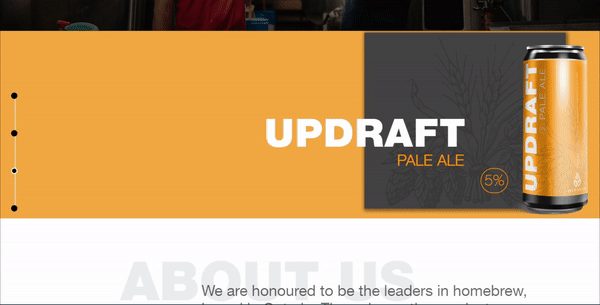 UPDRAFT
PALE ALE
5%
UPDRAFT
PALE ALE
ABOUT US
We are honoured to be the leaders in homebrew,